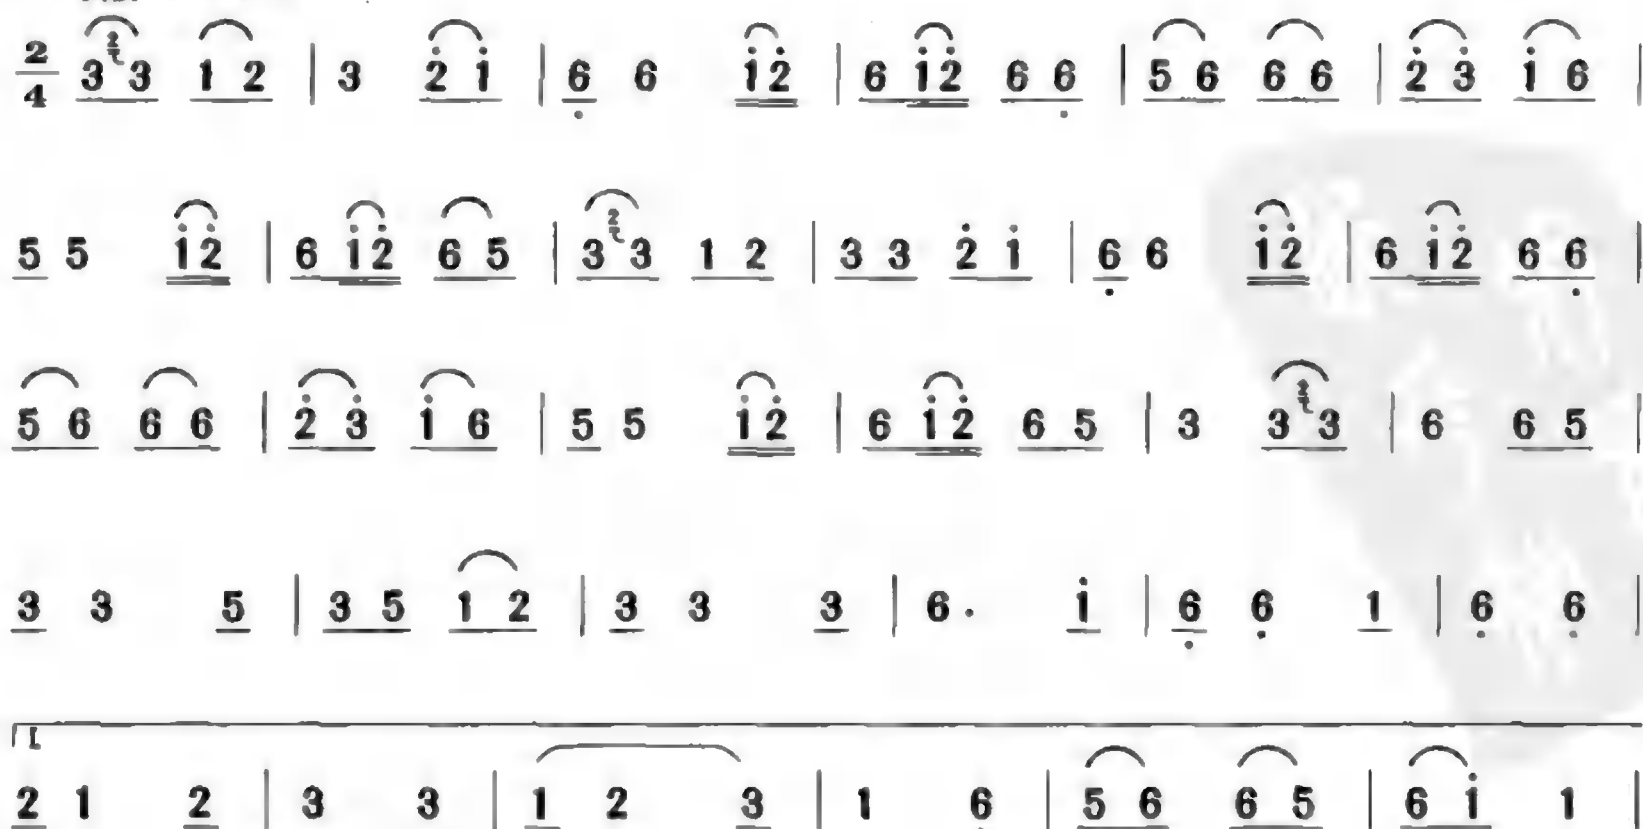 2/4 3 2 3 1 2 | 3 2̇ 1̇ | 6̣ 6 1̇ 2̇ | 6 1̇ 2̇ 6 6̣ | 5 6 6 6 | 2̇ 3̇ 1̇ 6 |
5 5 1̇ 2̇ | 6 1̇ 2̇ 6 5 | 3 2 3 1 2 | 3 3 2̇ 1̇ | 6̣ 6 1̇ 2̇ | 6 1̇ 2̇ 6 6̣ |
5 6 6 6 | 2̇ 3̇ 1̇ 6 | 5 5 1̇ 2̇ | 6 1̇ 2̇ 6 5 | 3 3 2 3 | 6 6 5 |
3 3 5 | 3 5 1 2 | 3 3 3 | 6. 1̇ | 6̣ 6̣ 1 | 6̣ 6̣ |
1.
2 1 2 | 3 3 | 1 2 3 | 1 6̣ | 5 6 6 5 | 6 1̇ 1 |